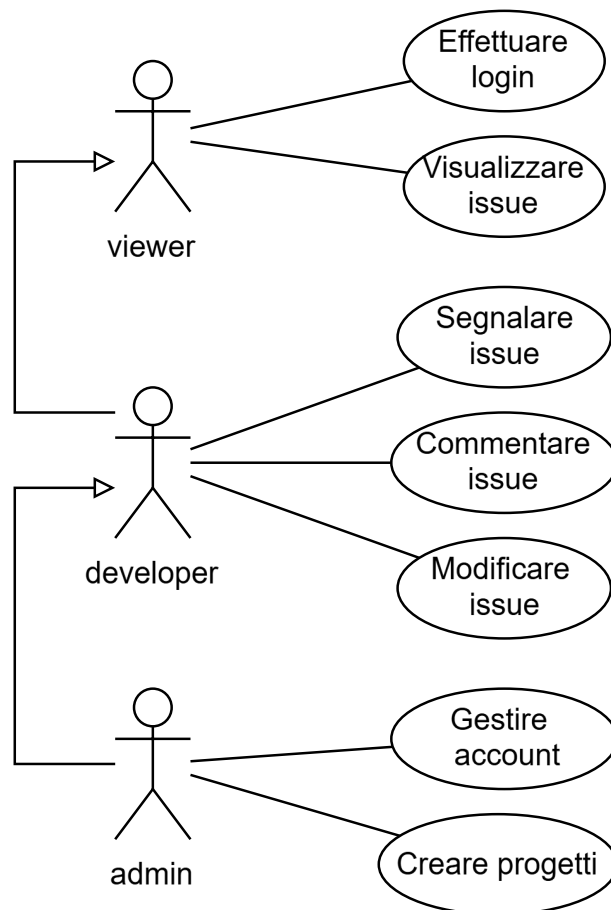 Effettuare
login
Visualizzare
issue
viewer
Segnalare
issue
Commentare
issue
Modificare
issue
developer
Gestire
account
Creare progetti
admin